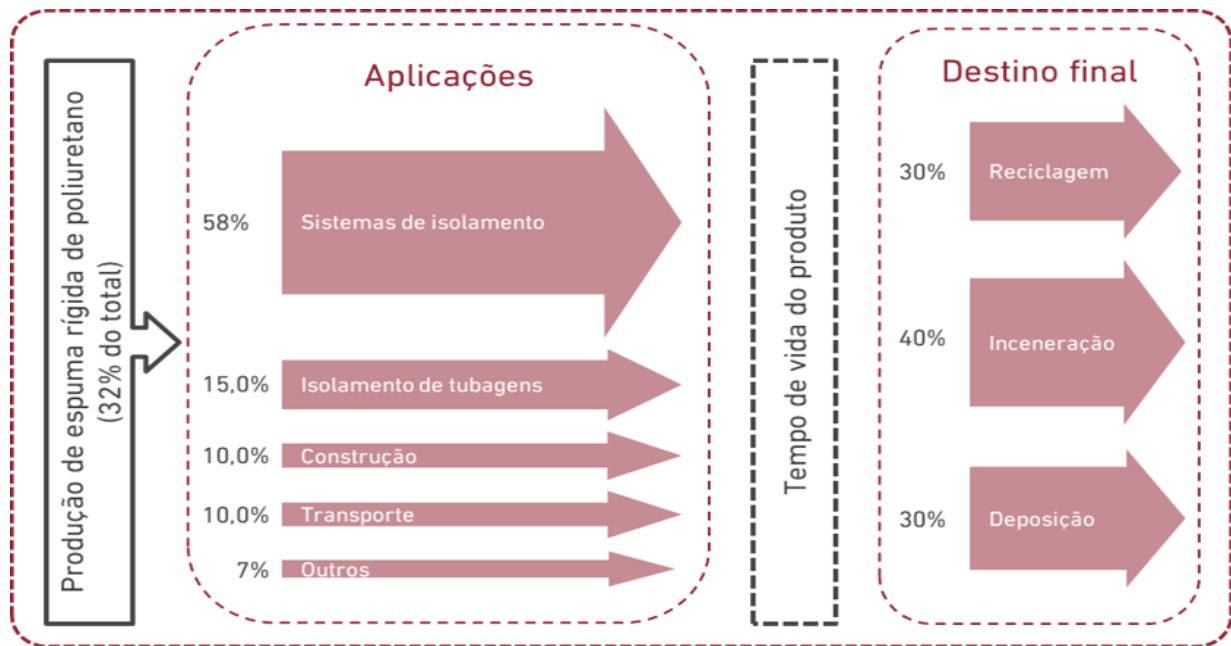 Produção de espuma rígida de poliuretano
(32% do total)
Aplicações
58%
Sistemas de isolamento
15,0%
Isolamento de tubagens
10,0%
Construção
10,0%
Transporte
7%
Outros
Tempo de vida do produto
Destino final
30%
Reciclagem
40%
Inceneração
30%
Deposição